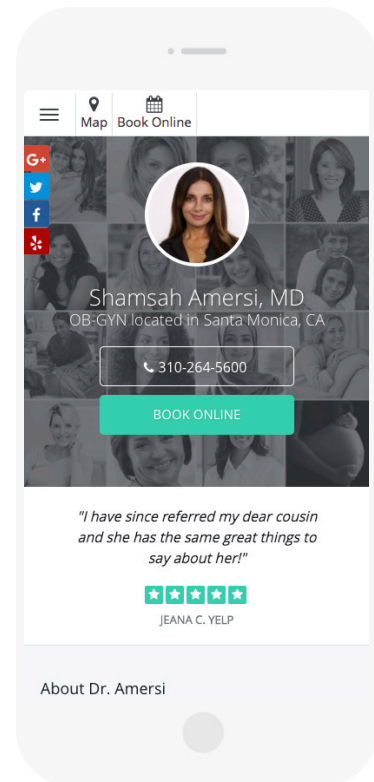 Map Book Online
G+
f
Shamsah Amersi, MD
OB-GYN located in Santa Monica, CA
310-264-5600
BOOK ONLINE
"I have since referred my dear cousin
and she has the same great things to
say about her!"
JEANA C. YELP
About Dr. Amersi